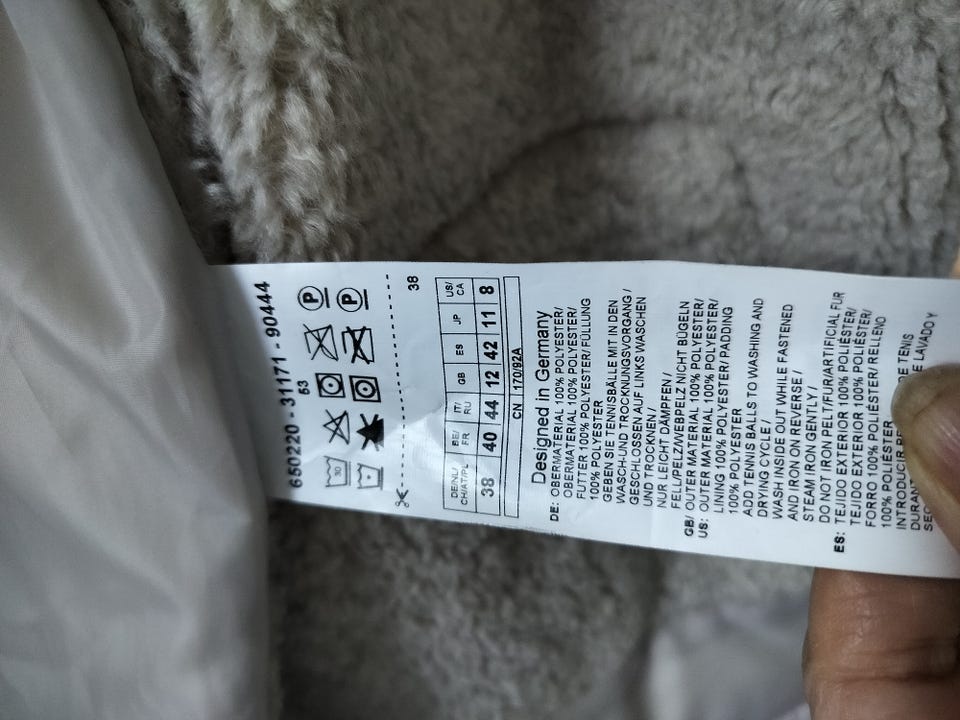 650220 - 31171 - 90444
53
30
P
P
38
DE/NL/ CH/AT/PL BE/ FR IT/ RU GB ES JP US/ CA
38 40 44 12 42 11 8
CN 170/92A
Designed in Germany
DE: OBERMATERIAL 100% POLYESTER/
OBERMATERIAL 100% POLYESTER/
FUTTER 100% POLYESTER/ FÜLLUNG
100% POLYESTER
GEBEN SIE TENNISBÄLLE MIT IN DEN
WASCH-UND TROCKNUNGSVORGANG /
GESCHLOSSEN AUF LINKS WASCHEN
UND TROCKNEN /
NUR LEICHT DÄMPFEN /
FELL/PELZ/WEBPELZ NICHT BÜGELN
GB/ OUTER MATERIAL 100% POLYESTER/
US: OUTER MATERIAL 100% POLYESTER/
LINING 100% POLYESTER/ PADDING
100% POLYESTER
ADD TENNIS BALLS TO WASHING AND
DRYING CYCLE /
WASH INSIDE OUT WHILE FASTENED
AND IRON ON REVERSE /
STEAM IRON GENTLY /
DO NOT IRON PELT/FUR/ARTIFICIAL FUR
ES: TEJIDO EXTERIOR 100% POLIÉSTER/
TEJIDO EXTERIOR 100% POLIÉSTER/
FORRO 100% POLIÉSTER/ RELLENO
100% POLIÉSTER
INTRODUCIR DE TENIS
DURAN LAVADO Y